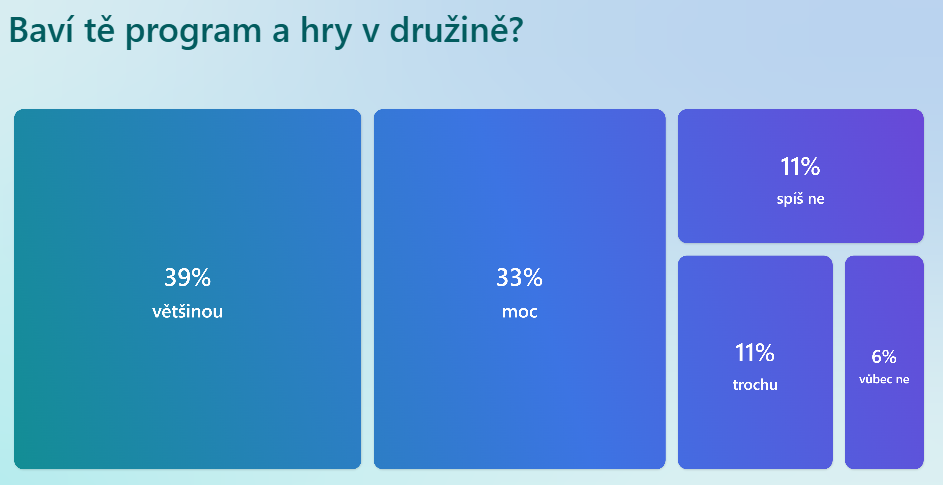 Baví tě program a hry v družině?
39%
většinou
33%
moc
11%
spíš ne
11%
trochu
6%
vůbec ne